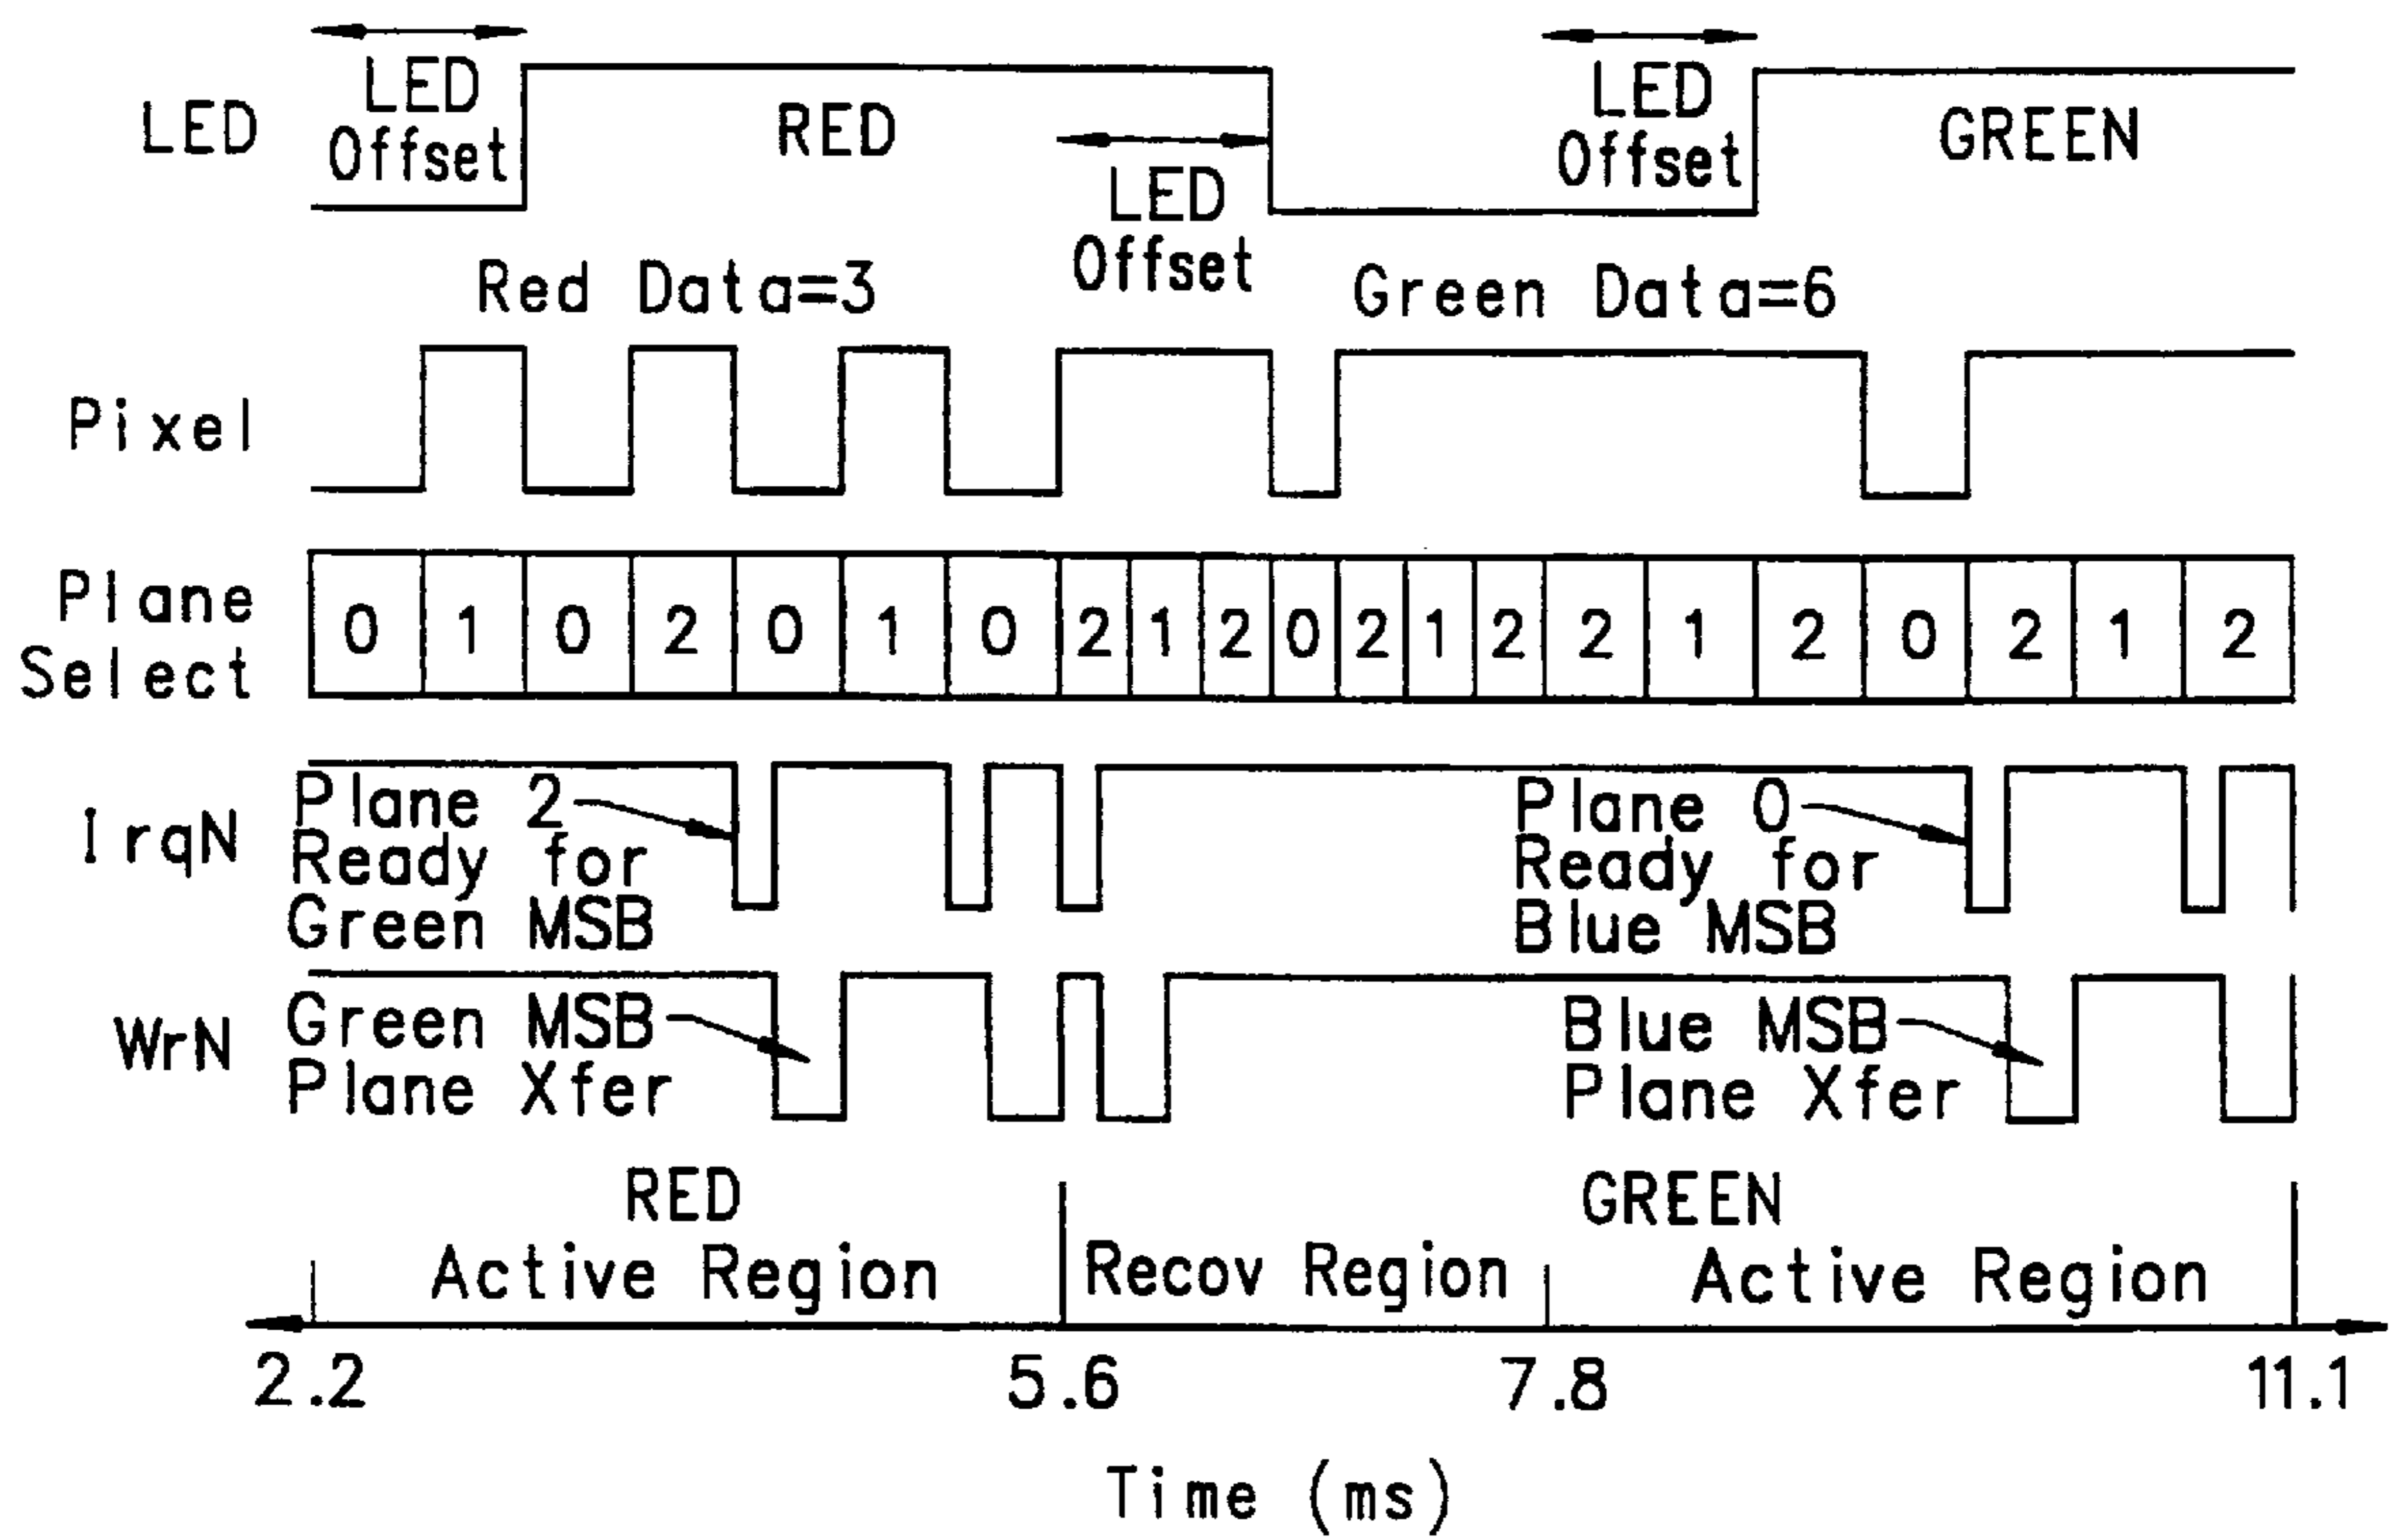 LED
LED
Offset
RED
LED
Offset
LED
Offset
GREEN
Red Data=3
Green Data=6
Pixel
Plane
Select
0 1 0 2 0 1 0 2 1 2 0 2 1 2 2 1 2 0 2 1 2
IrqN
Plane 2
Ready for
Green MSB
Plane 0
Ready for
Blue MSB
WrN
Green MSB
Plane Xfer
Blue MSB
Plane Xfer
RED
Active Region
Recov Region
GREEN
Active Region
2.2 5.6 7.8 11.1
Time (ms)